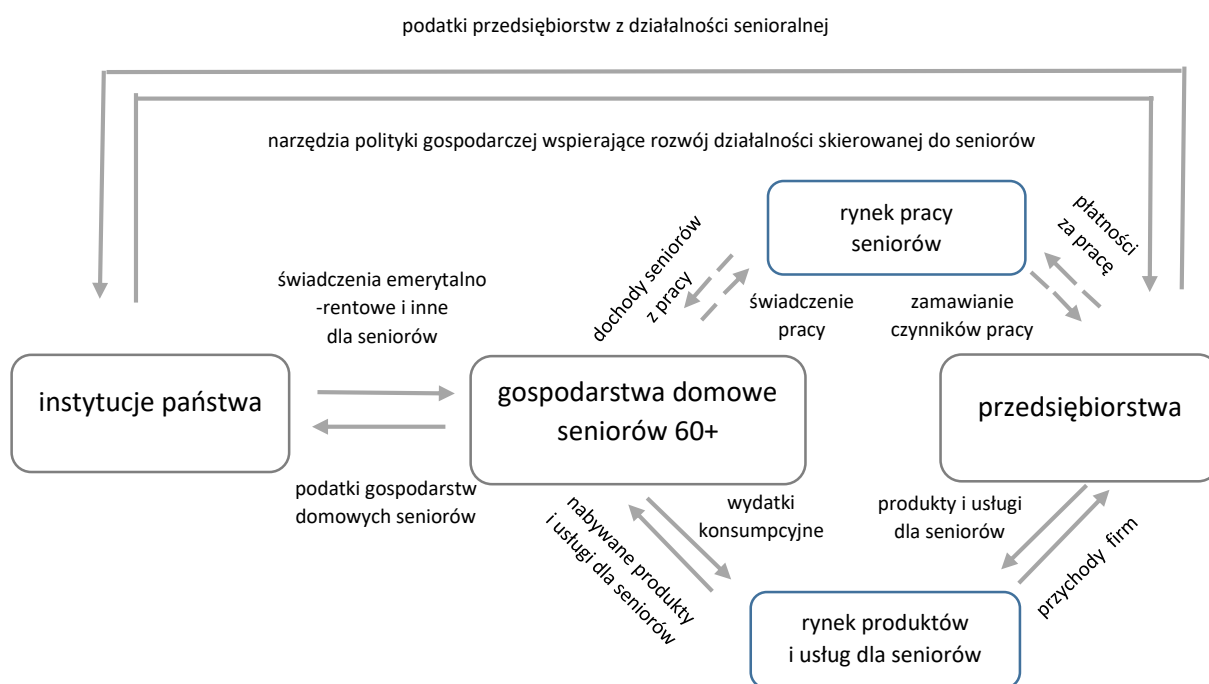 podatki przedsiębiorstw z działalności senioralnej
narzędzia polityki gospodarczej wspierające rozwój działalności skierowanej do seniorów
rynek pracy
seniorów
dochody seniorów
z pracy
płatności
za pracę
świadczenia emerytalno
-rentowe i inne
dla seniorów
świadczenie
pracy
zamawianie
czynników pracy
instytucje państwa
gospodarstwa domowe
seniorów 60+
przedsiębiorstwa
podatki gospodarstw
domowych seniorów
nabywane produkty
i usługi dla seniorów
wydatki
konsumpcyjne
produkty i usługi
dla seniorów
przychody firm
rynek produktów
i usług dla seniorów